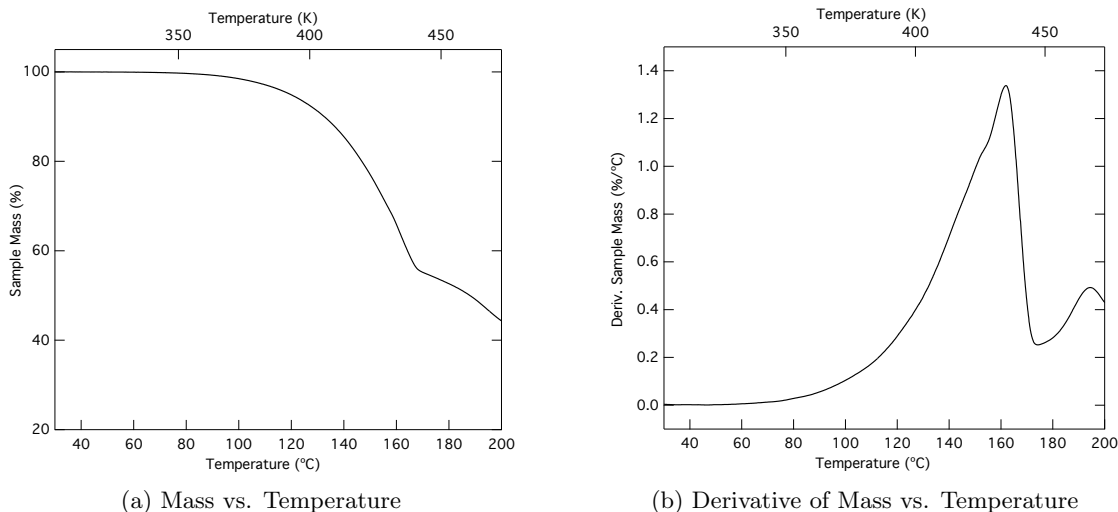 Temperature (K)
350 400 450
100
80
60
40
20
Sample Mass (%)
40 60 80 100 120 140 160 180 200
Temperature (ºC)
(a) Mass vs. Temperature
Temperature (K)
350 400 450
1.4
1.2
1.0
0.8
0.6
0.4
0.2
0.0
Deriv. Sample Mass (%/ºC)
40 60 80 100 120 140 160 180 200
Temperature (ºC)
(b) Derivative of Mass vs. Temperature